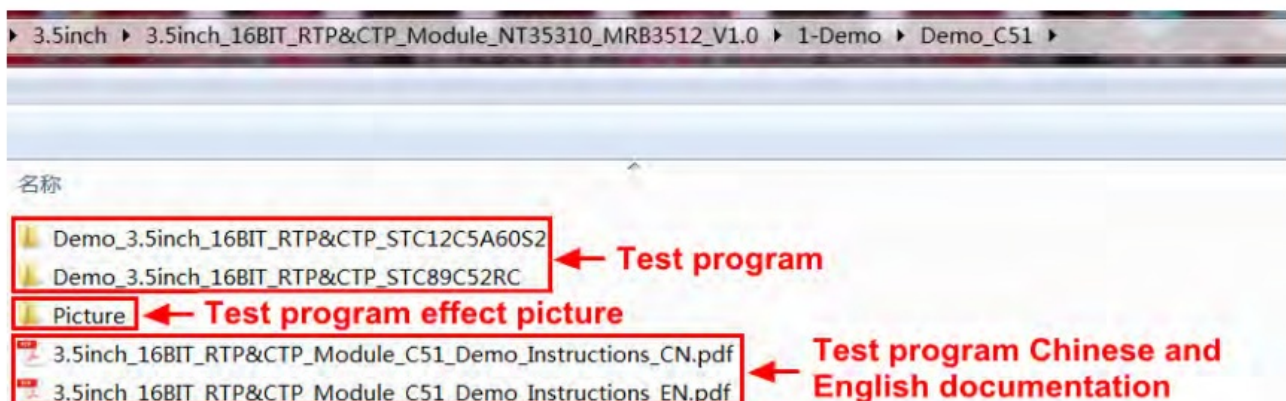 3.5inch ▸ 3.5inch_16BIT_RTP&CTP_Module_NT35310_MRB3512_V1.0 ▸ 1-Demo ▸ Demo_C51 ▸
名称
Demo_3.5inch_16BIT_RTP&CTP_STC12C5A60S2
Test program
Demo_3.5inch_16BIT_RTP&CTP_STC89C52RC
Picture
Test program effect picture
3.5inch_16BIT_RTP&CTP_Module_C51_Demo_Instructions_CN.pdf
3.5inch_16BIT_RTP&CTP_Module_C51_Demo_Instructions_EN.pdf
Test program Chinese and
English documentation